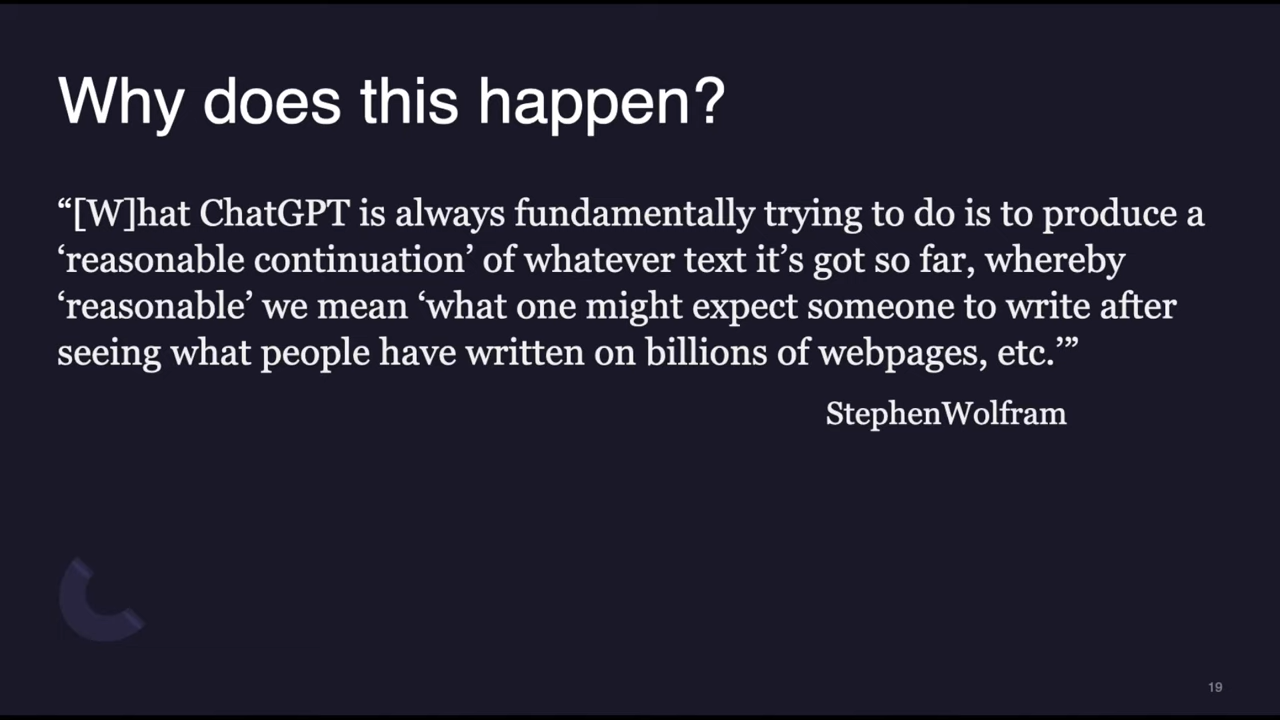 Why does this happen?
“[W]hat ChatGPT is always fundamentally trying to do is to produce a
‘reasonable continuation’ of whatever text it’s got so far, whereby
‘reasonable’ we mean ‘what one might expect someone to write after
seeing what people have written on billions of webpages, etc.’”
StephenWolfram
19